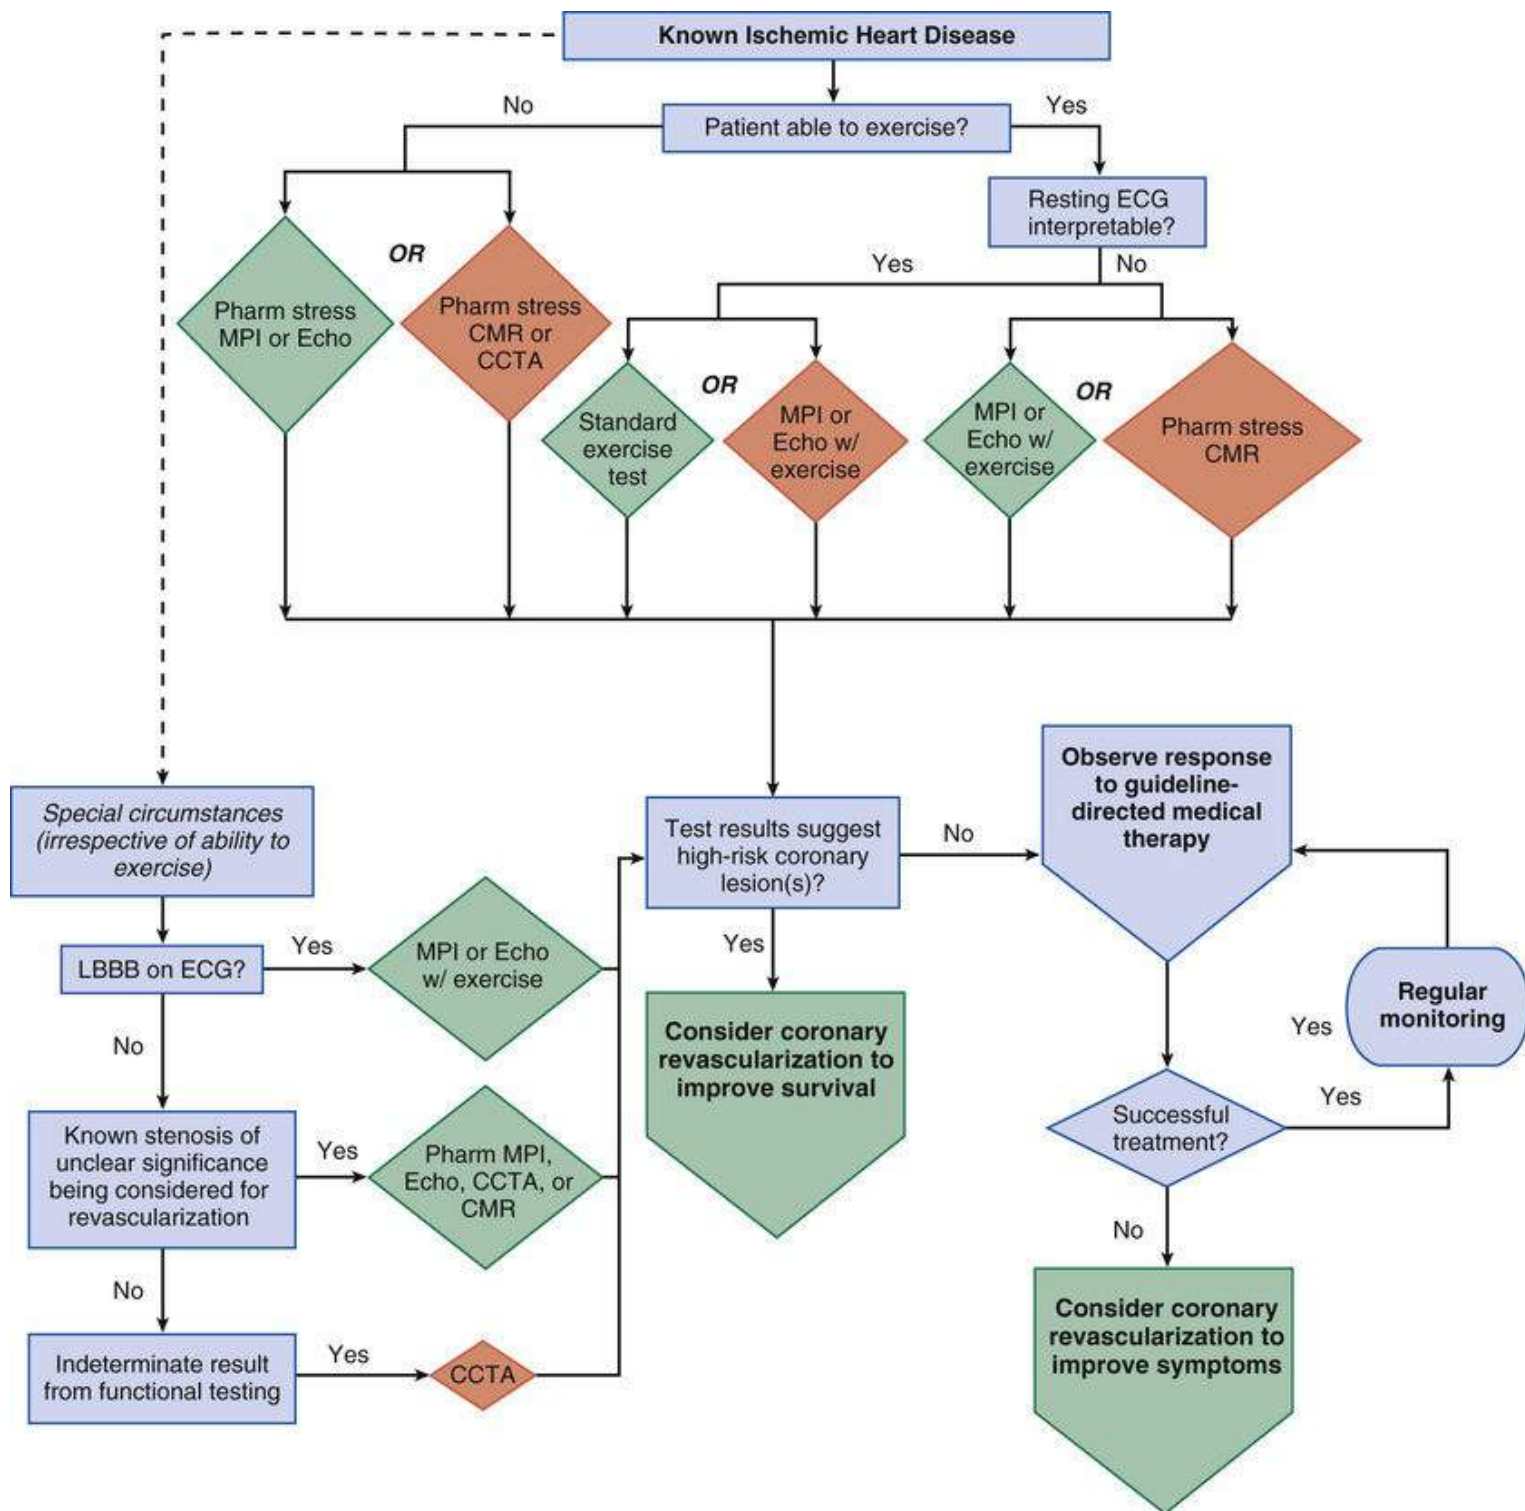 Known Ischemic Heart Disease
No
Yes
Patient able to exercise?
Resting ECG
interpretable?
Yes
No
OR
Pharm stress
MPI or Echo
Pharm stress
CMR or
CCTA
OR
Standard
exercise
test
MPI or
Echo w/
exercise
OR
MPI or
Echo w/
exercise
Pharm stress
CMR
Special circumstances
(irrespective of ability to
exercise)
LBBB on ECG?
Yes
MPI or Echo
w/ exercise
No
Known stenosis of
unclear significance
being considered for
revascularization
Yes
Pharm MPI,
Echo, CCTA, or
CMR
No
Indeterminate result
from functional testing
Yes
CCTA
Test results suggest
high-risk coronary
lesion(s)?
No
Yes
Consider coronary
revascularization to
improve survival
Observe response
to guideline-
directed medical
therapy
Regular
monitoring
Yes
Successful
treatment?
Yes
No
Consider coronary
revascularization to
improve symptoms